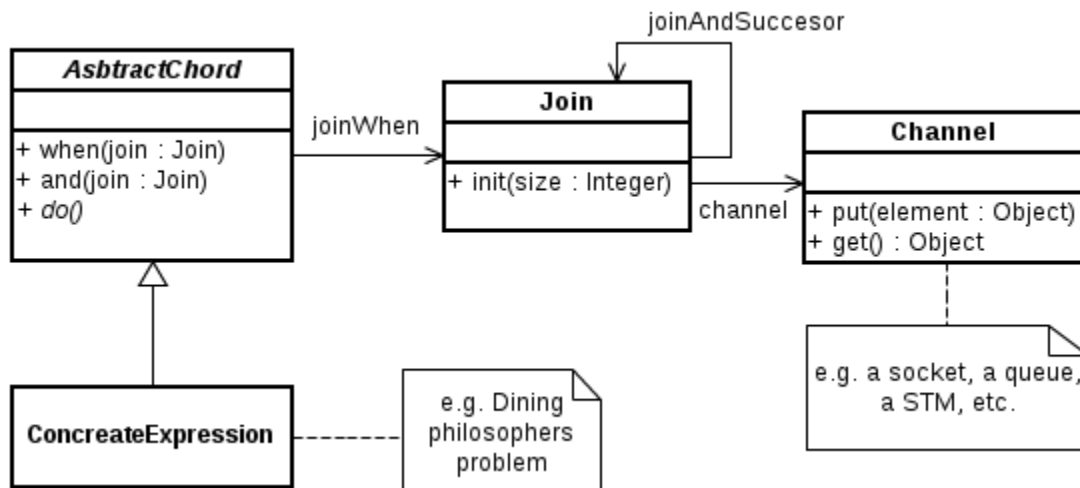 joinAndSuccesor
AsbtractChord
+ when(join : Join)
+ and(join : Join)
+ do()
joinWhen
Join
+ init(size : Integer)
channel
Channel
+ put(element : Object)
+ get() : Object
e.g. a socket, a queue,
a STM, etc.
ConcreateExpression
e.g. Dining
philosophers
problem